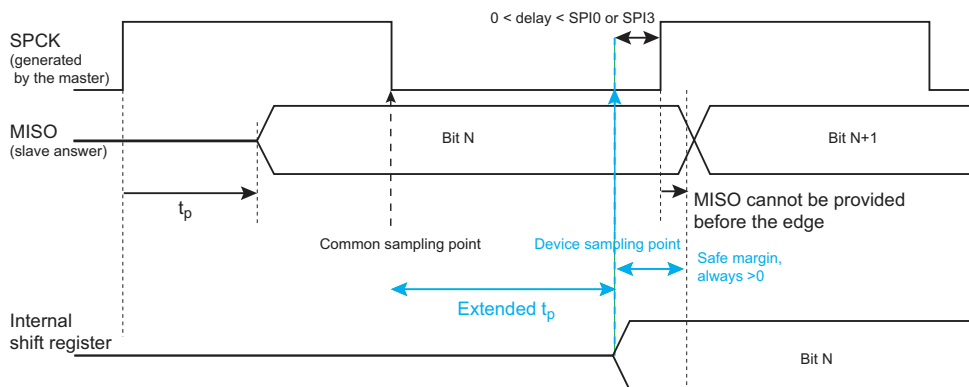 0 < delay < SPI0 or SPI3
SPCK
(generated
by the master)
MISO
(slave answer)
Bit N
Bit N+1
tp
MISO cannot be provided
before the edge
Common sampling point
Device sampling point
Safe margin,
always >0
Extended tp
Internal
shift register
Bit N